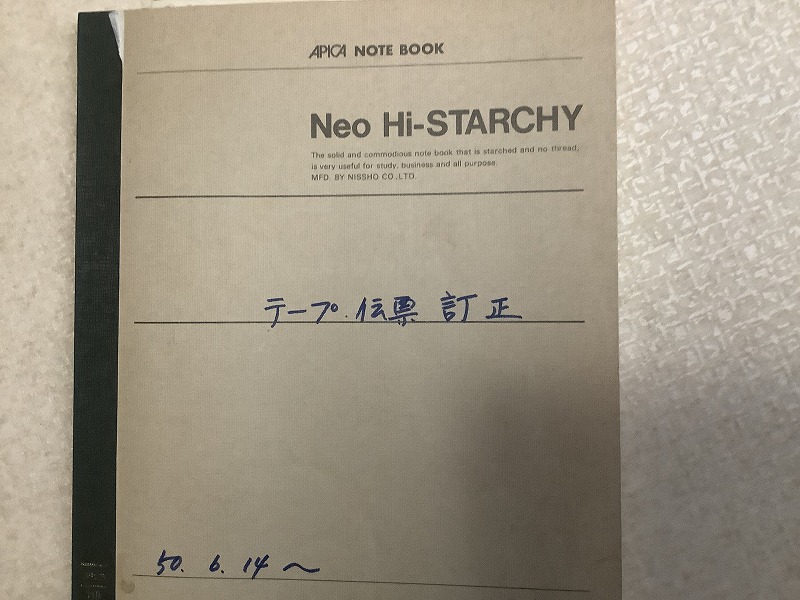 APICA NOTE BOOK
Neo Hi-STARCHY
The solid and commodious note book that is starched and no thread,
is very useful for study, business and all purpose.
MFD. BY NISSHO CO.,LTD.
テープ.伝票 訂正
50. 6. 14 ~